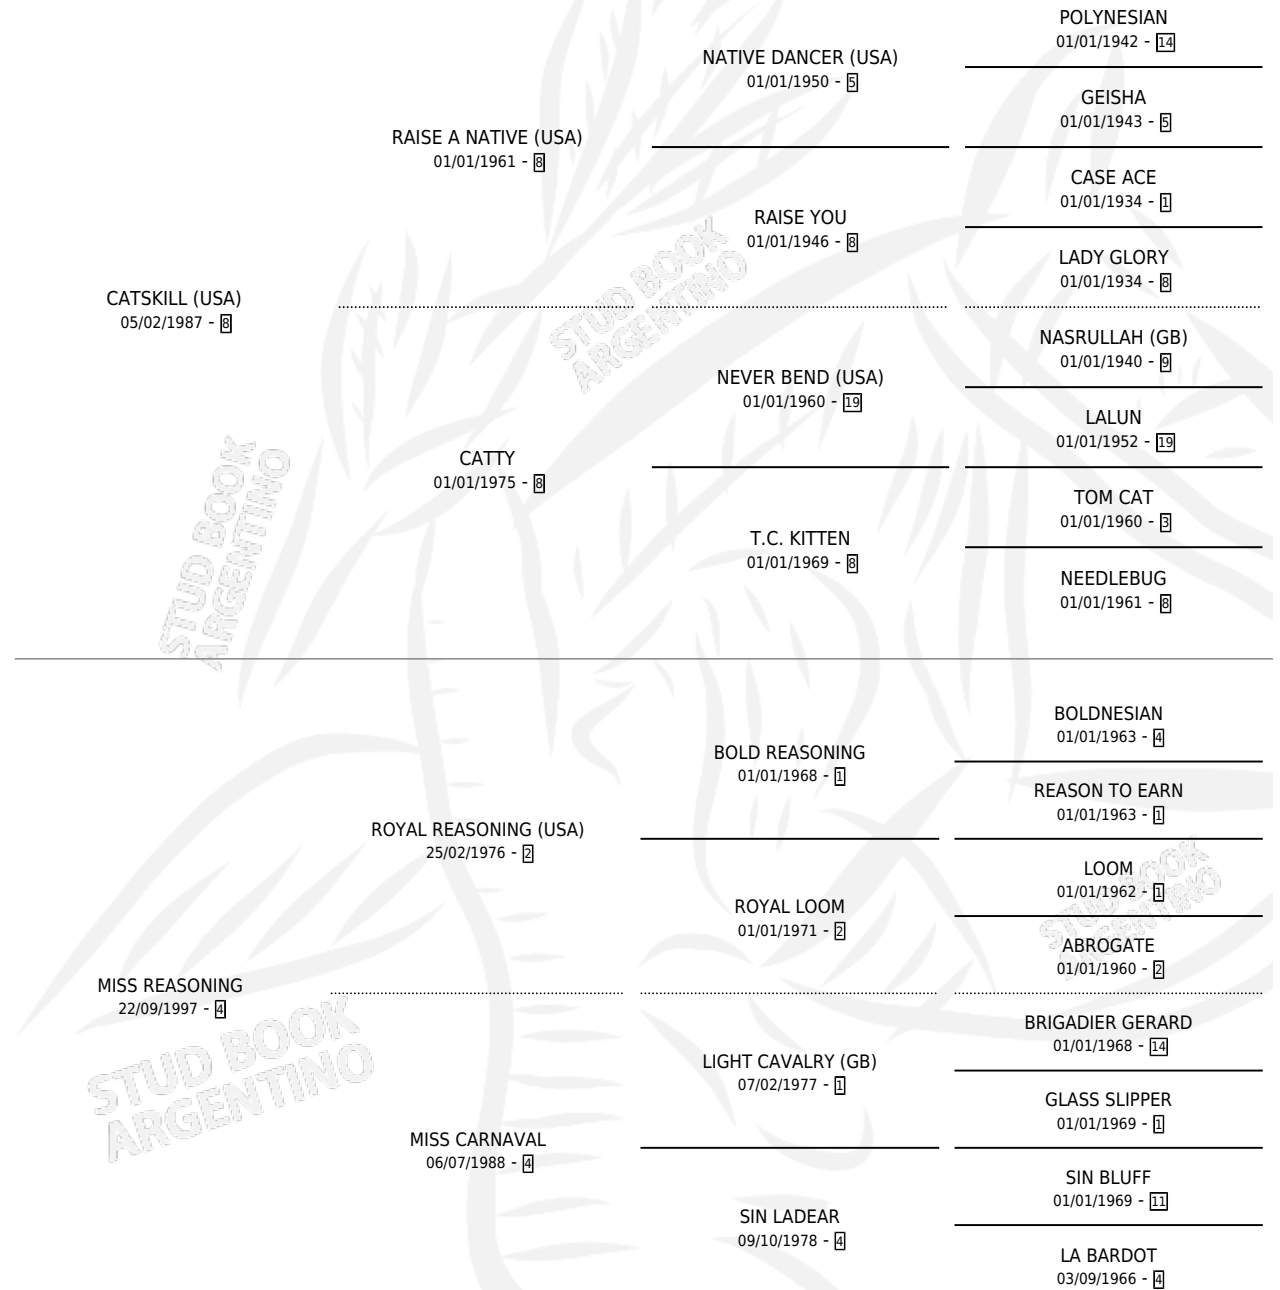 POLYNESIAN
01/01/1942 - 14
NATIVE DANCER (USA)
01/01/1950 - 5
GEISHA
01/01/1943 - 5
RAISE A NATIVE (USA)
01/01/1961 - 8
CASE ACE
01/01/1934 - 1
RAISE YOU
01/01/1946 - 8
LADY GLORY
01/01/1934 - 8
CATSKILL (USA)
05/02/1987 - 8
STUD BOOK
ARGENTINO
NASRULLAH (GB)
01/01/1940 - 9
NEVER BEND (USA)
01/01/1960 - 19
LALUN
01/01/1952 - 19
CATTY
01/01/1975 - 8
TOM CAT
01/01/1960 - 3
T.C. KITTEN
01/01/1969 - 8
NEEDLEBUG
01/01/1961 - 8
STUD BOOK
ARGENTINO
BOLDNESIAN
01/01/1963 - 4
BOLD REASONING
01/01/1968 - 1
REASON TO EARN
01/01/1963 - 1
ROYAL REASONING (USA)
25/02/1976 - 2
LOOM
01/01/1962 - 1
ROYAL LOOM
01/01/1971 - 2
STUD BOOK
ARGENTINO
ABROGATE
01/01/1960 - 2
MISS REASONING
22/09/1997 - 4
STUD BOOK
ARGENTINO
BRIGADIER GERARD
01/01/1968 - 14
LIGHT CAVALRY (GB)
07/02/1977 - 1
GLASS SLIPPER
01/01/1969 - 1
MISS CARNAVAL
06/07/1988 - 4
SIN BLUFF
01/01/1969 - 11
SIN LADEAR
09/10/1978 - 4
LA BARDOT
03/09/1966 - 4